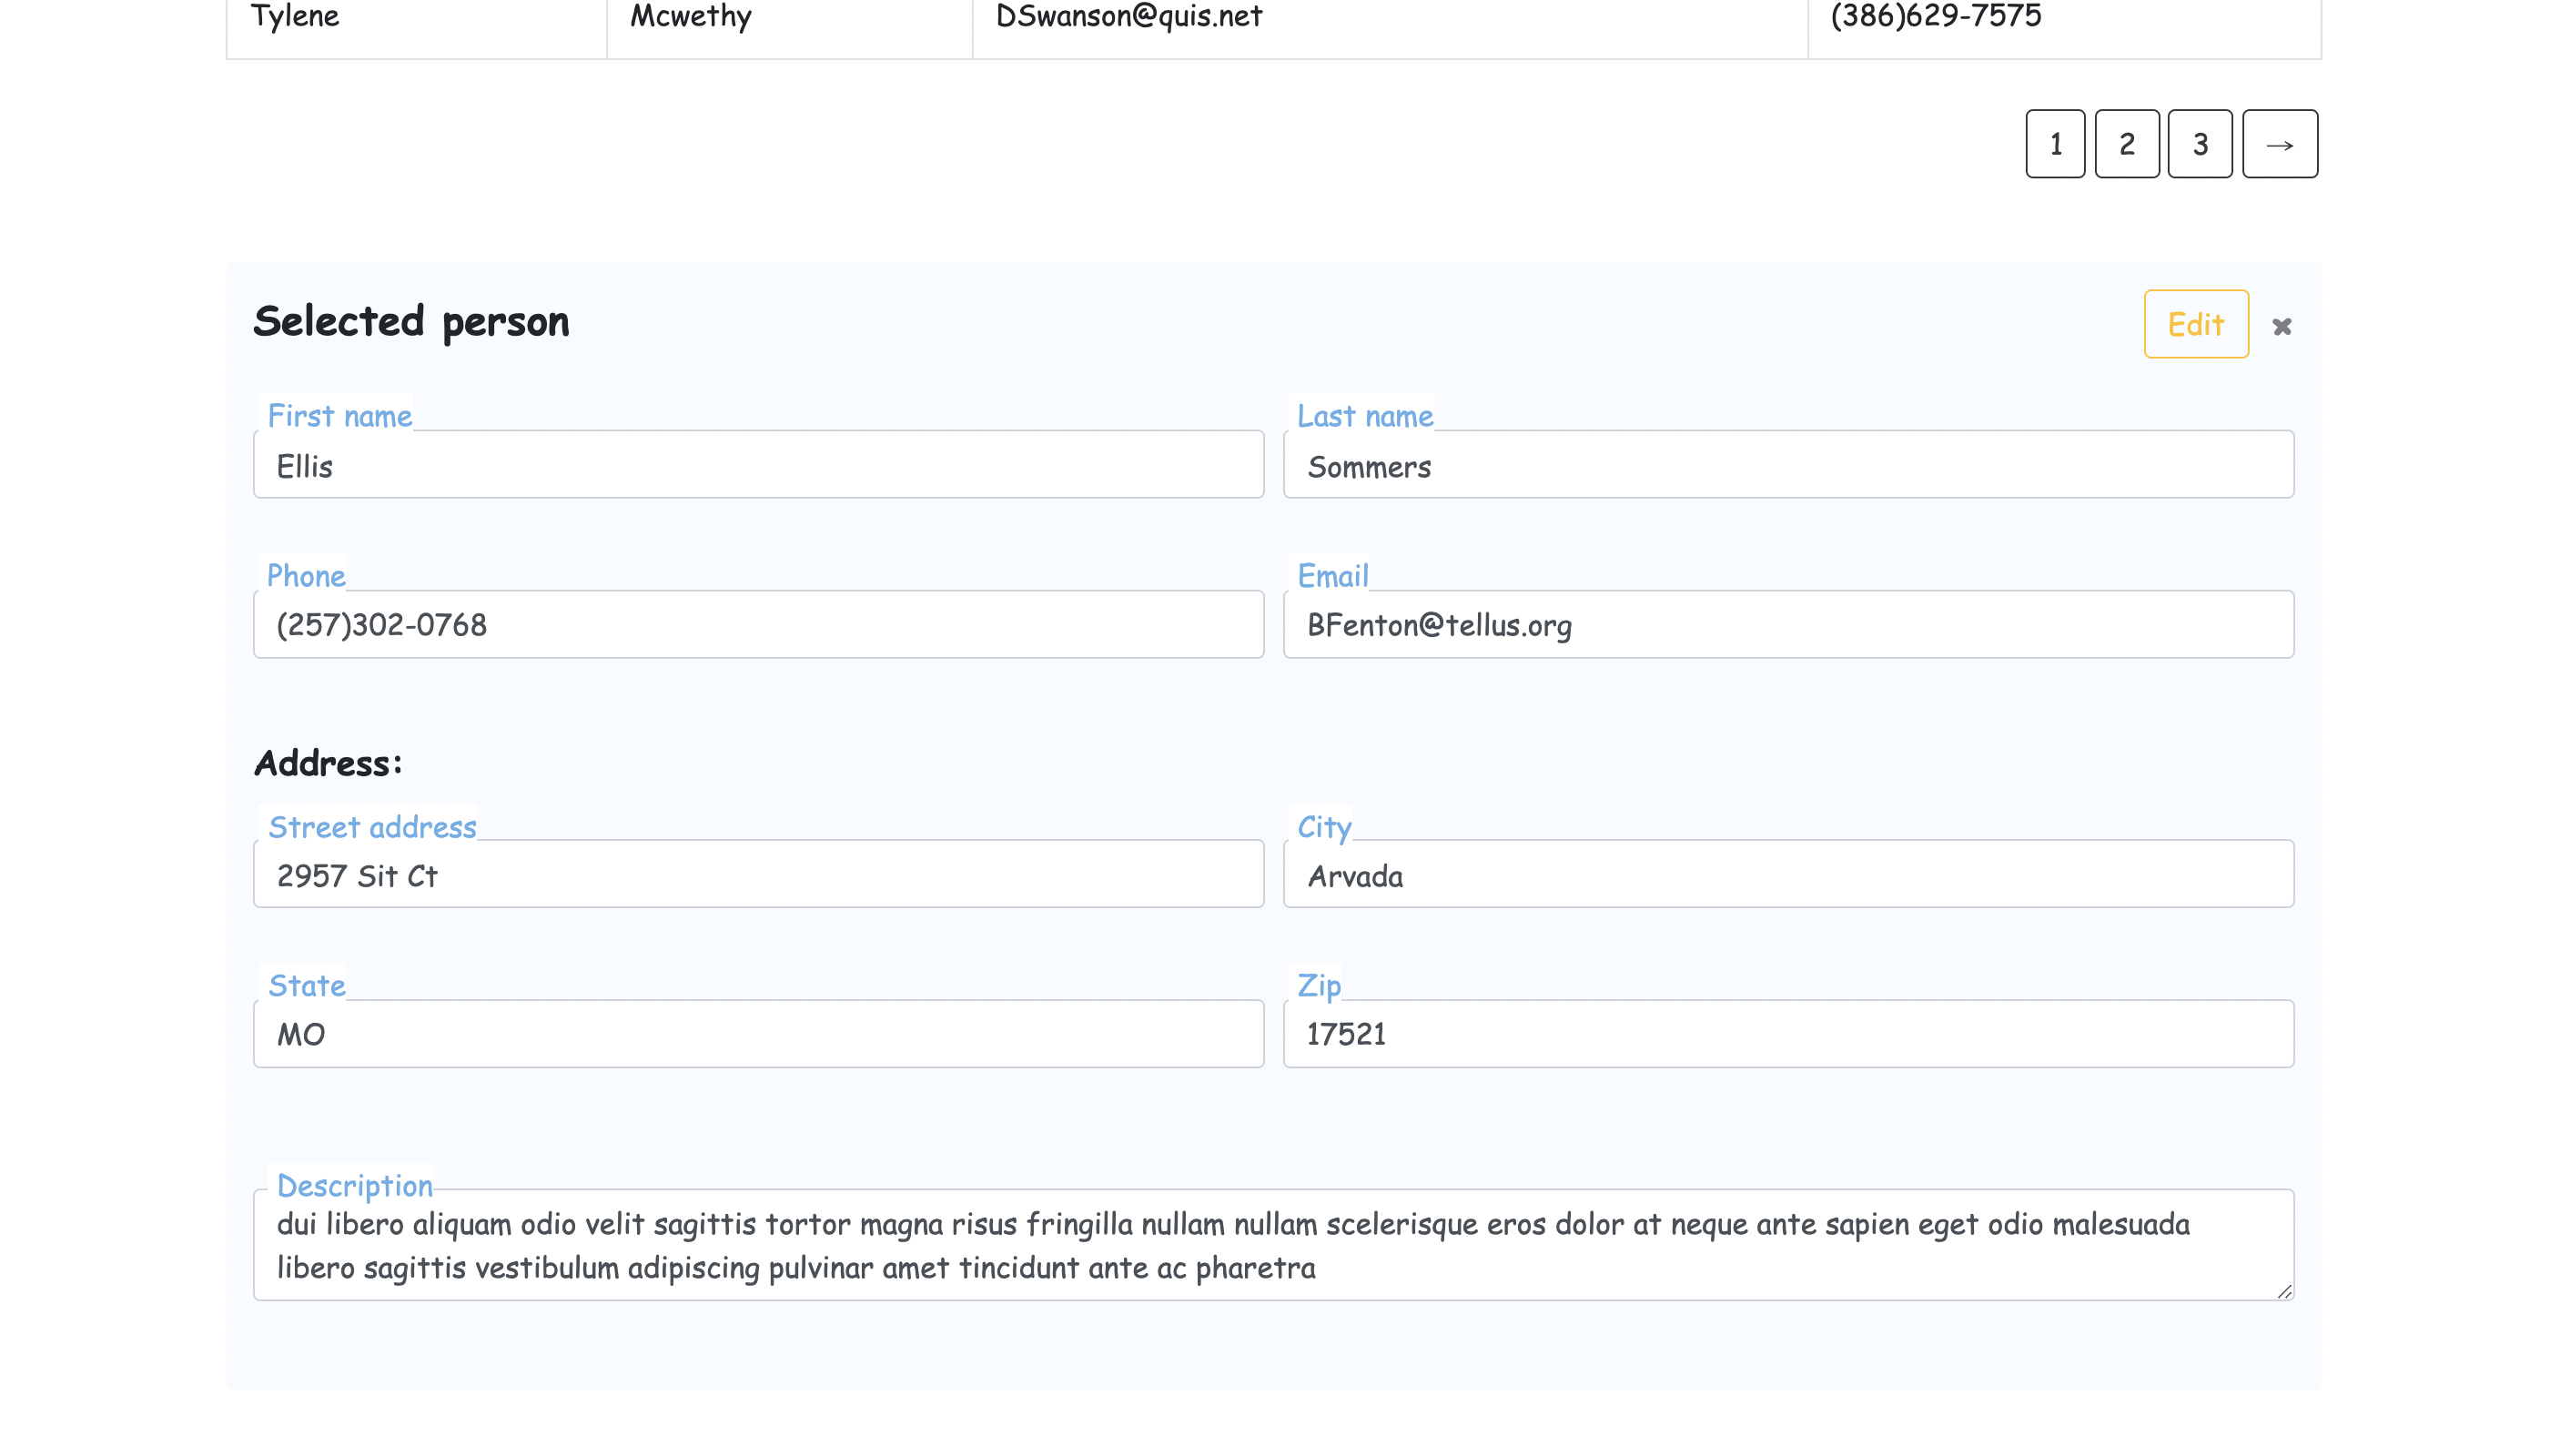 Tylene Mcwethy DSwanson@quis.net (386)629-7575
1 2 3 →
Selected person Edit ✖
First name Last name
Ellis Sommers
Phone Email
(257)302-0768 BFenton@tellus.org
Address:
Street address City
2957 Sit Ct Arvada
State Zip
MO 17521
Description
dui libero aliquam odio velit sagittis tortor magna risus fringilla nullam nullam scelerisque eros dolor at neque ante sapien eget odio malesuada
libero sagittis vestibulum adipiscing pulvinar amet tincidunt ante ac pharetra